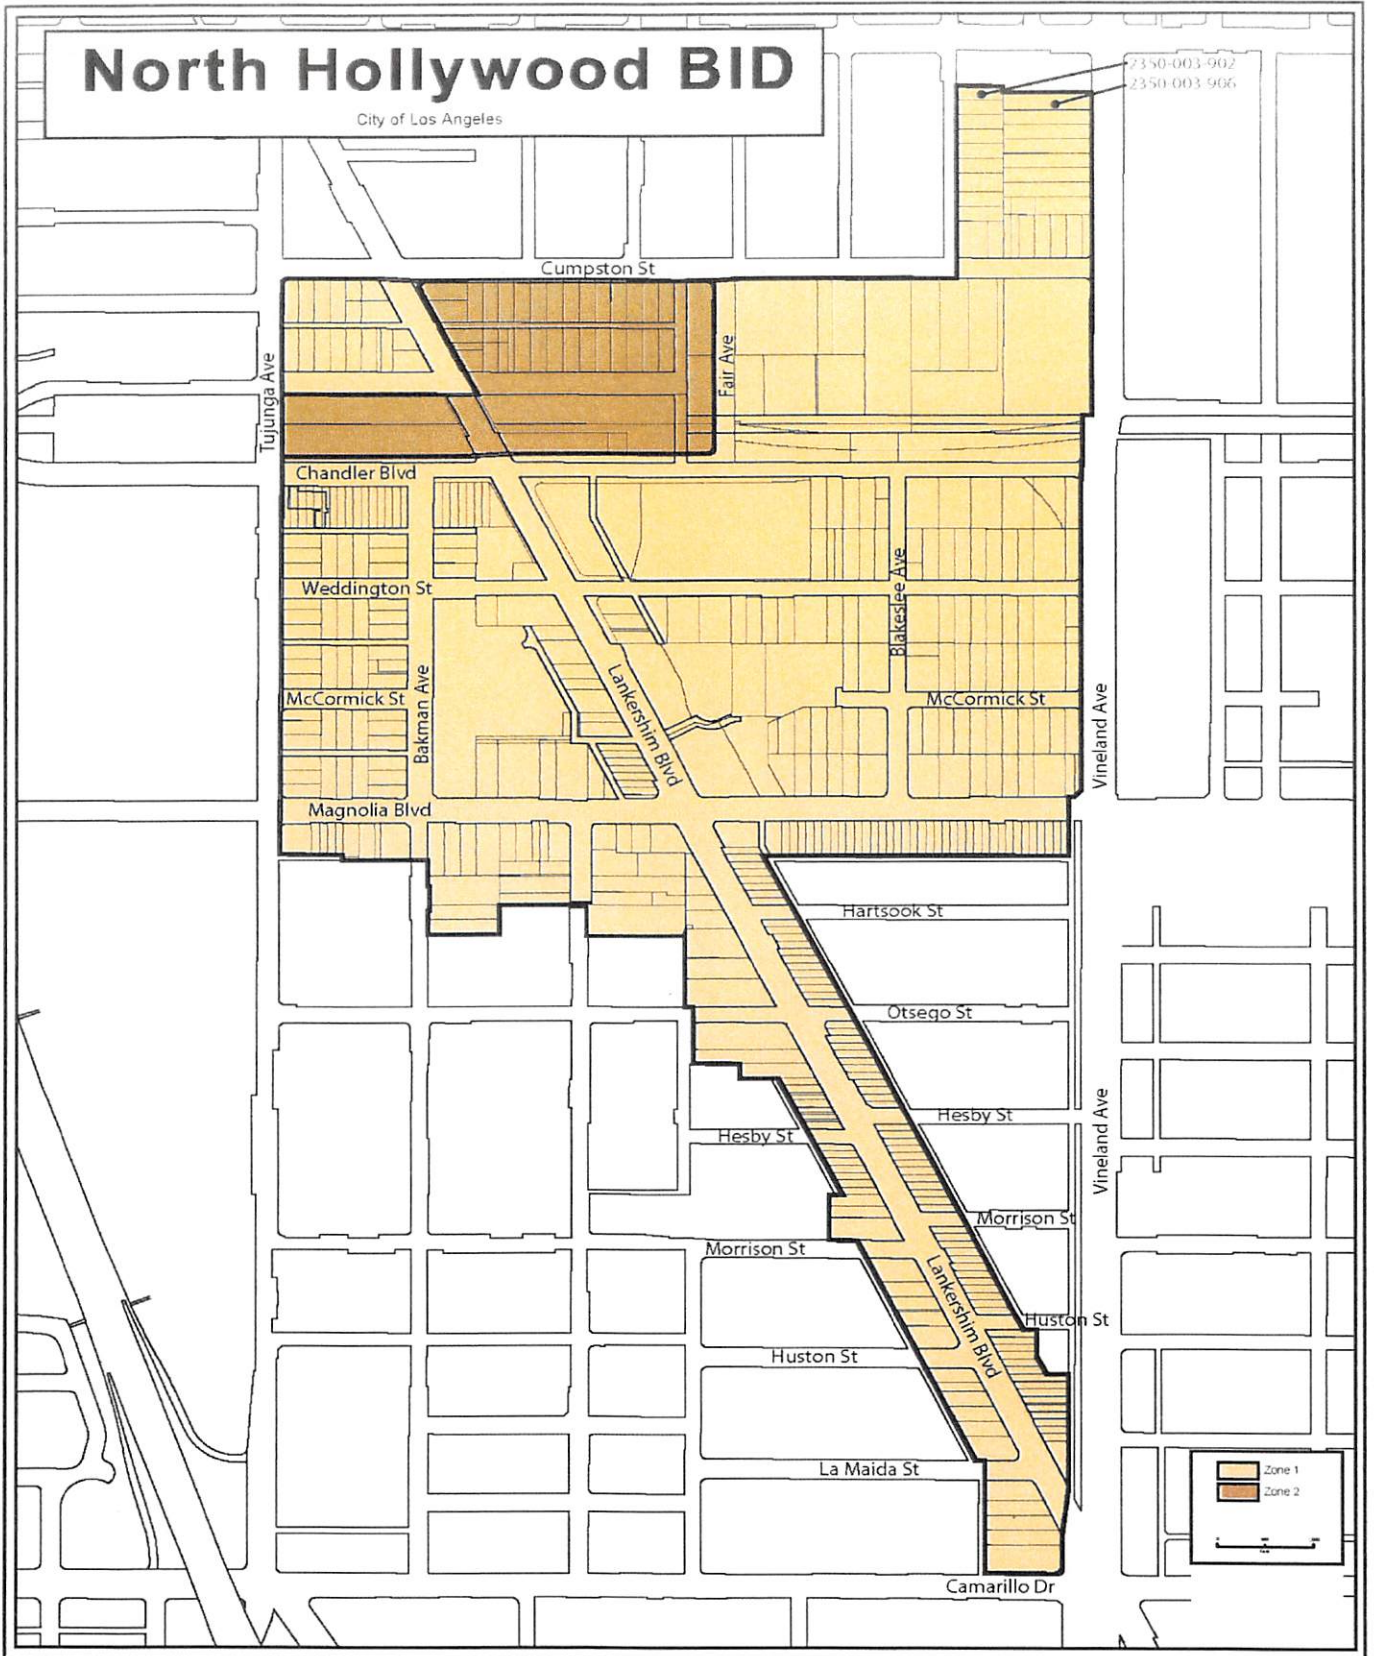 North Hollywood BID
City of Los Angeles
2350-003-902
2350-003-906
Cumpston St
Tujunga Ave
Fair Ave
Chandler Blvd
Weddington St
Blakeslee Ave
McCormick St
Bakman Ave
Lankershim Blvd
McCormick St
Vineland Ave
Magnolia Blvd
Hartsook St
Otsego St
Hesby St
Hesby St
Vineland Ave
Morrison St
Morrison St
Lankershim Blvd
Huston St
Huston St
La Maida St
Zone 1
Zone 2
Camarillo Dr